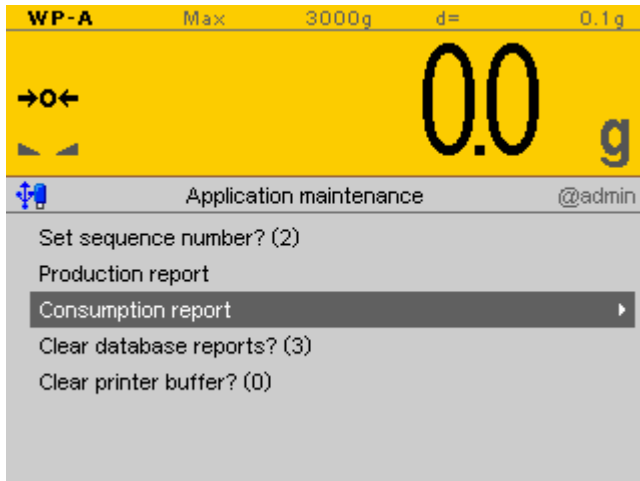 WP-A Max 3000g d= 0.1g
→0← 0.0 g
Application maintenance @admin
Set sequence number? (2)
Production report
Consumption report
Clear database reports? (3)
Clear printer buffer? (0)